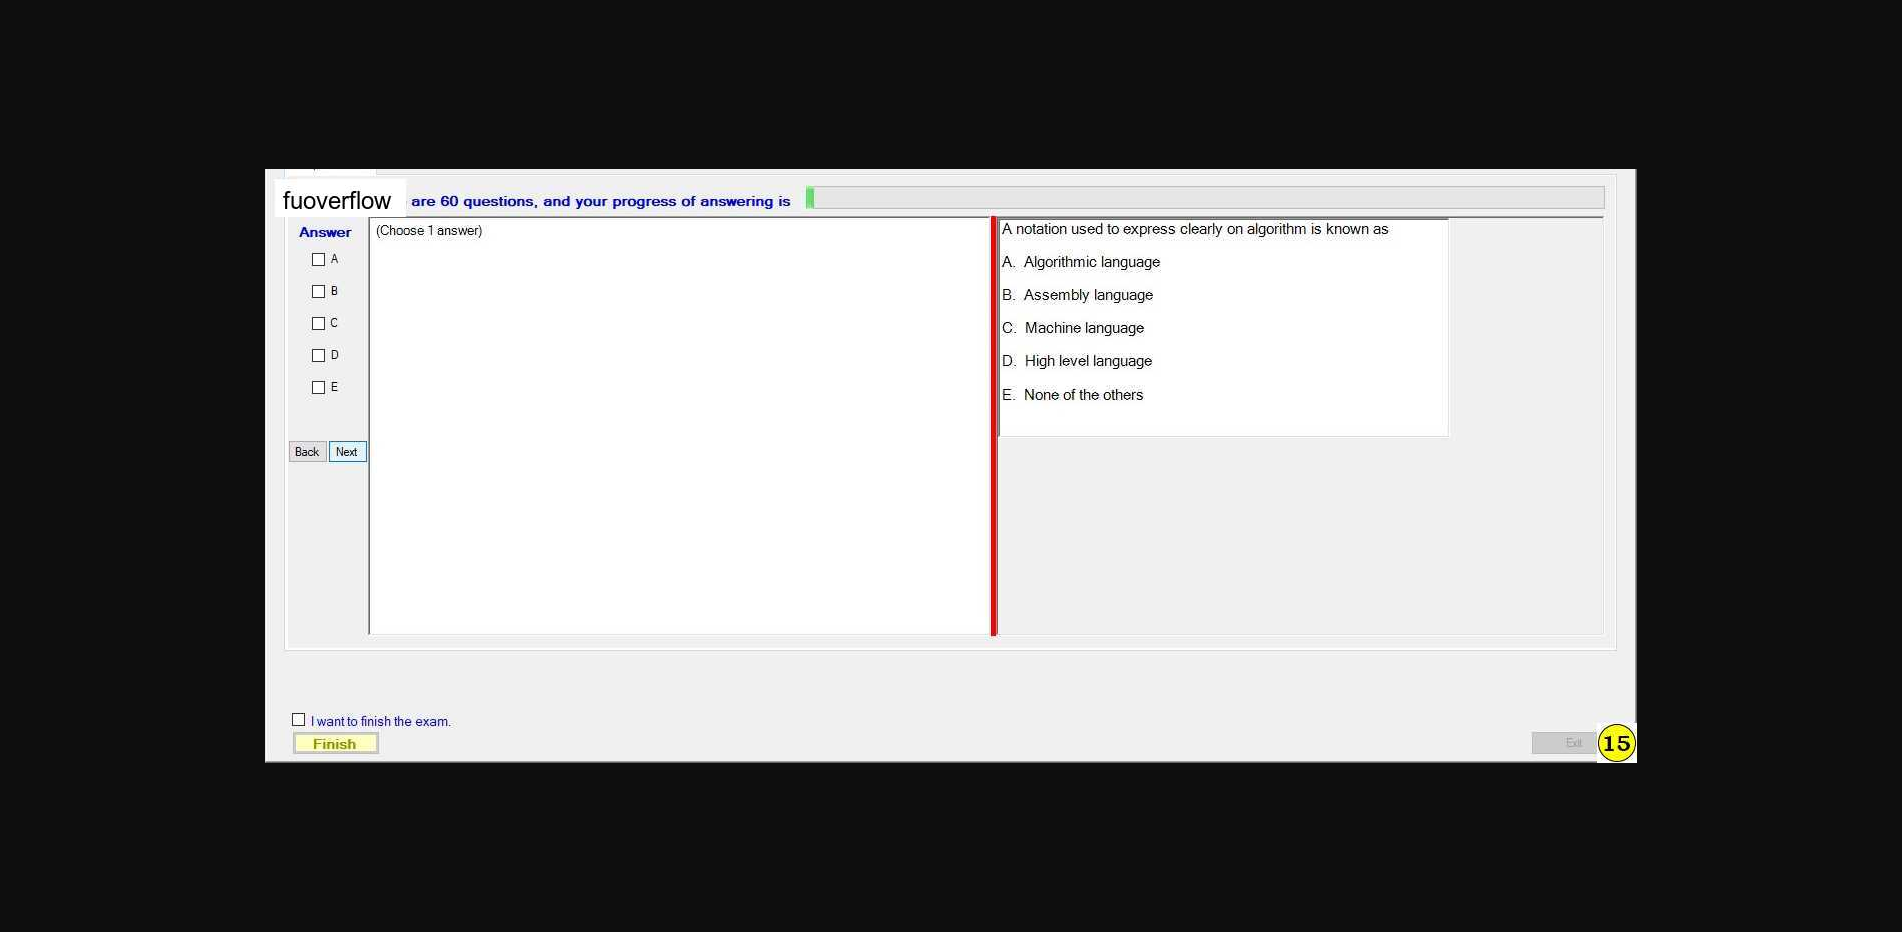 fuoverflow are 60 questions, and your progress of answering is
Answer
(Choose 1 answer)
A
B
C
D
E
Back Next
A notation used to express clearly on algorithm is known as
A. Algorithmic language
B. Assembly language
C. Machine language
D. High level language
E. None of the others
I want to finish the exam.
Finish
Exit
15